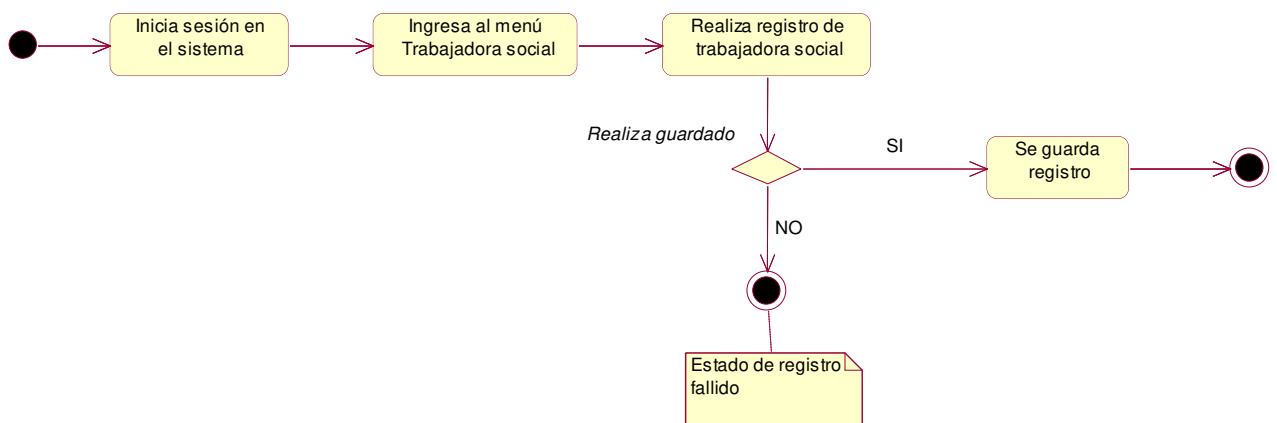 Inicia sesión en
el sistema
Ingresa al menú
Trabajadora social
Realiza registro de
trabajadora social
Realiza guardado
SI
Se guarda
registro
NO
Estado de registro
fallido